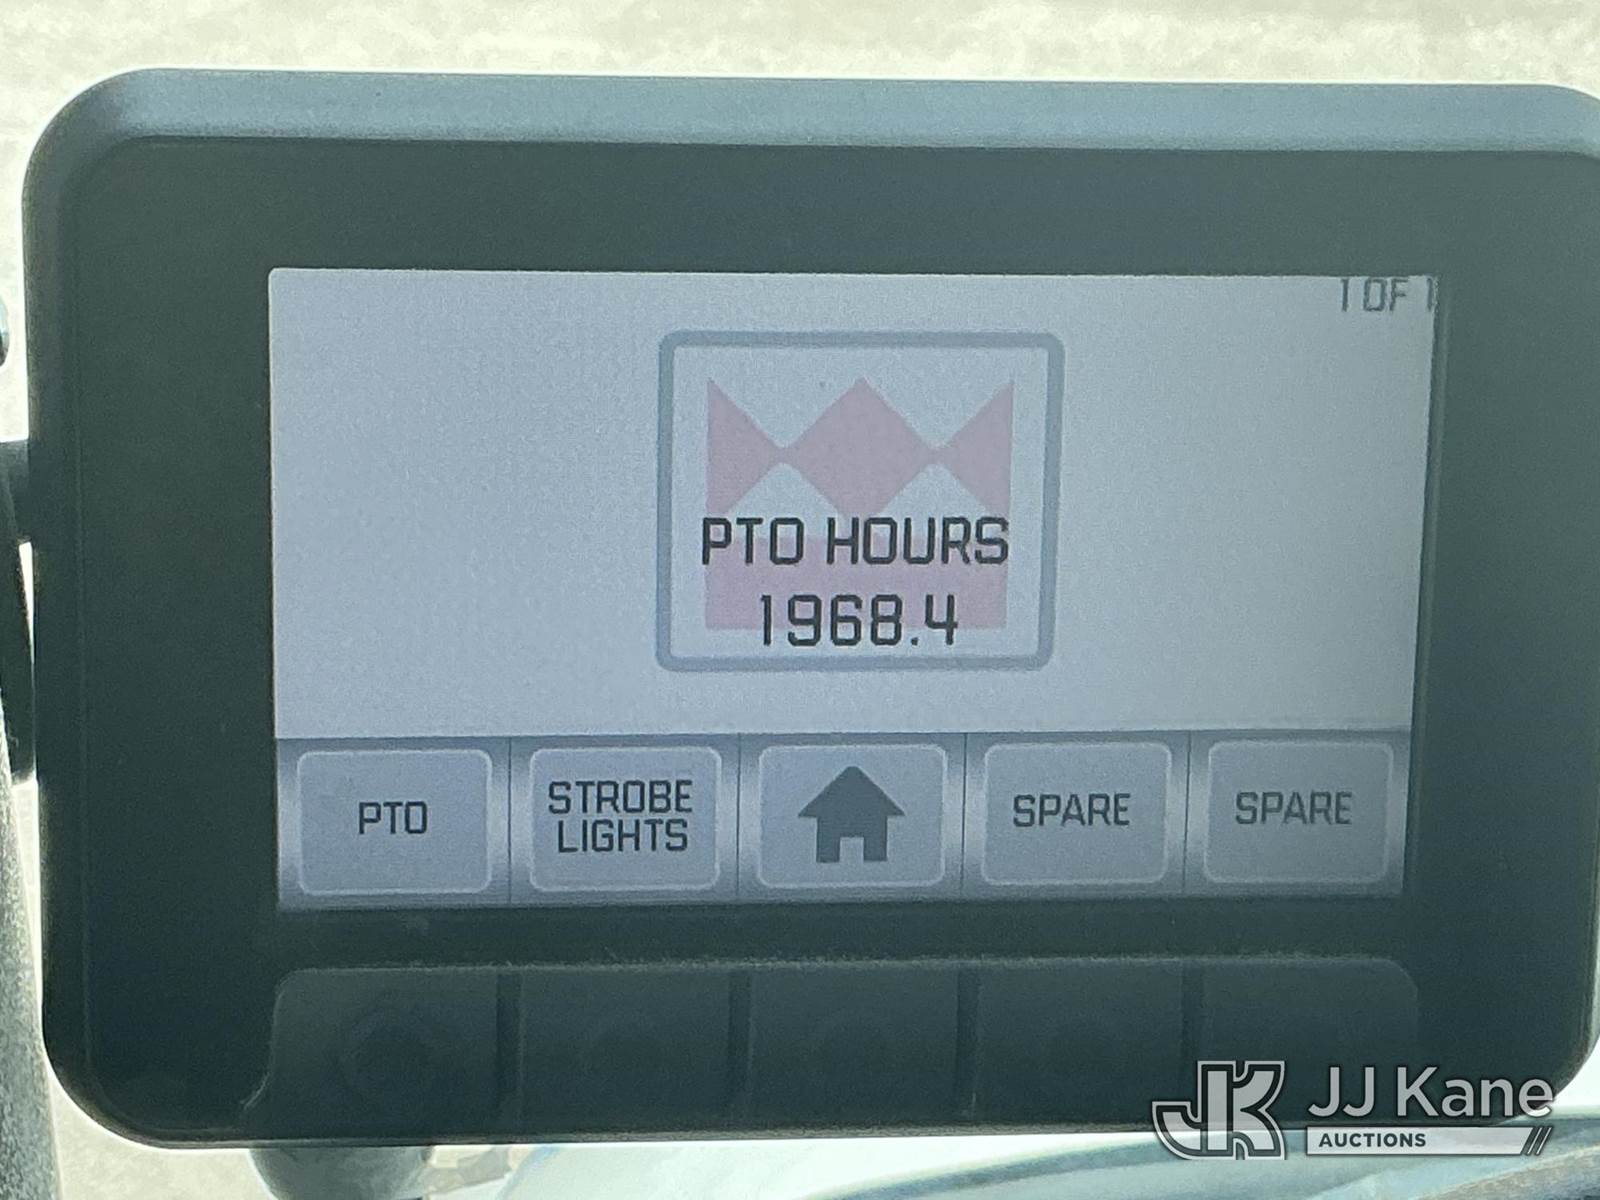 1 OF 1
PTO HOURS
1968.4
PTO
STROBE
LIGHTS
SPARE
SPARE
JJ Kane
AUCTIONS